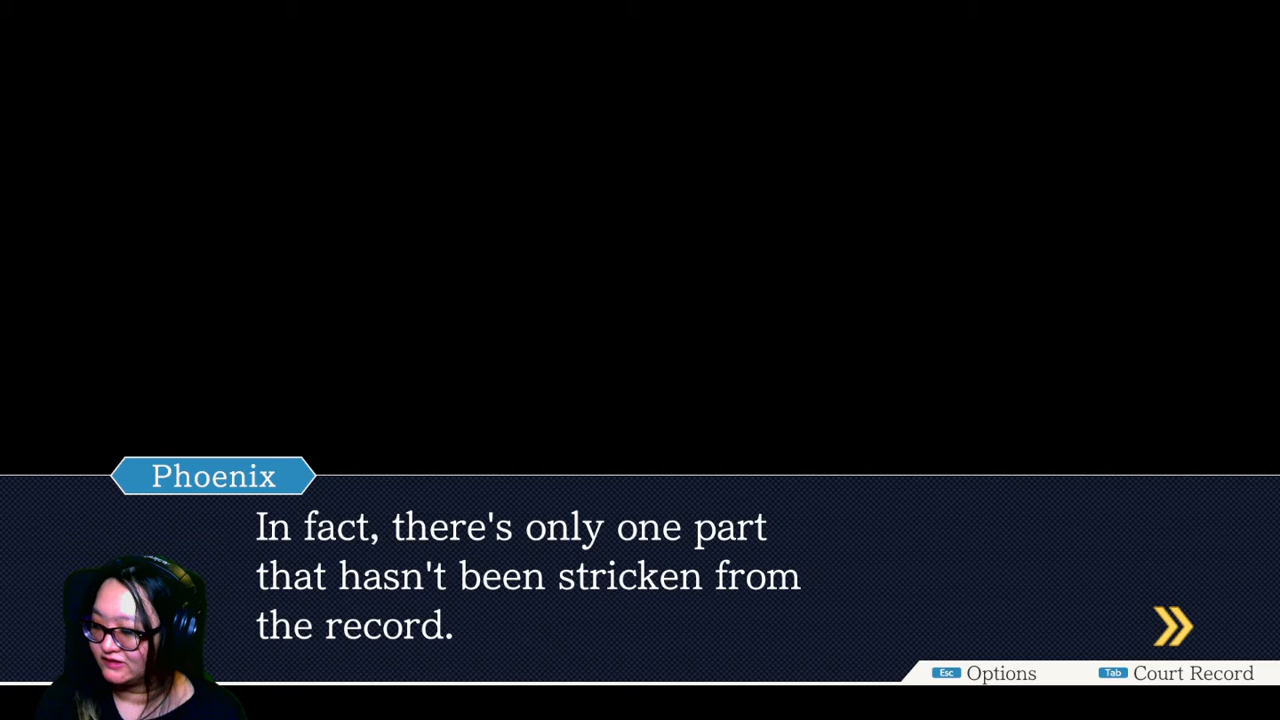 Phoenix
In fact, there's only one part
that hasn't been stricken from
the record.
Esc Options Tab Court Record